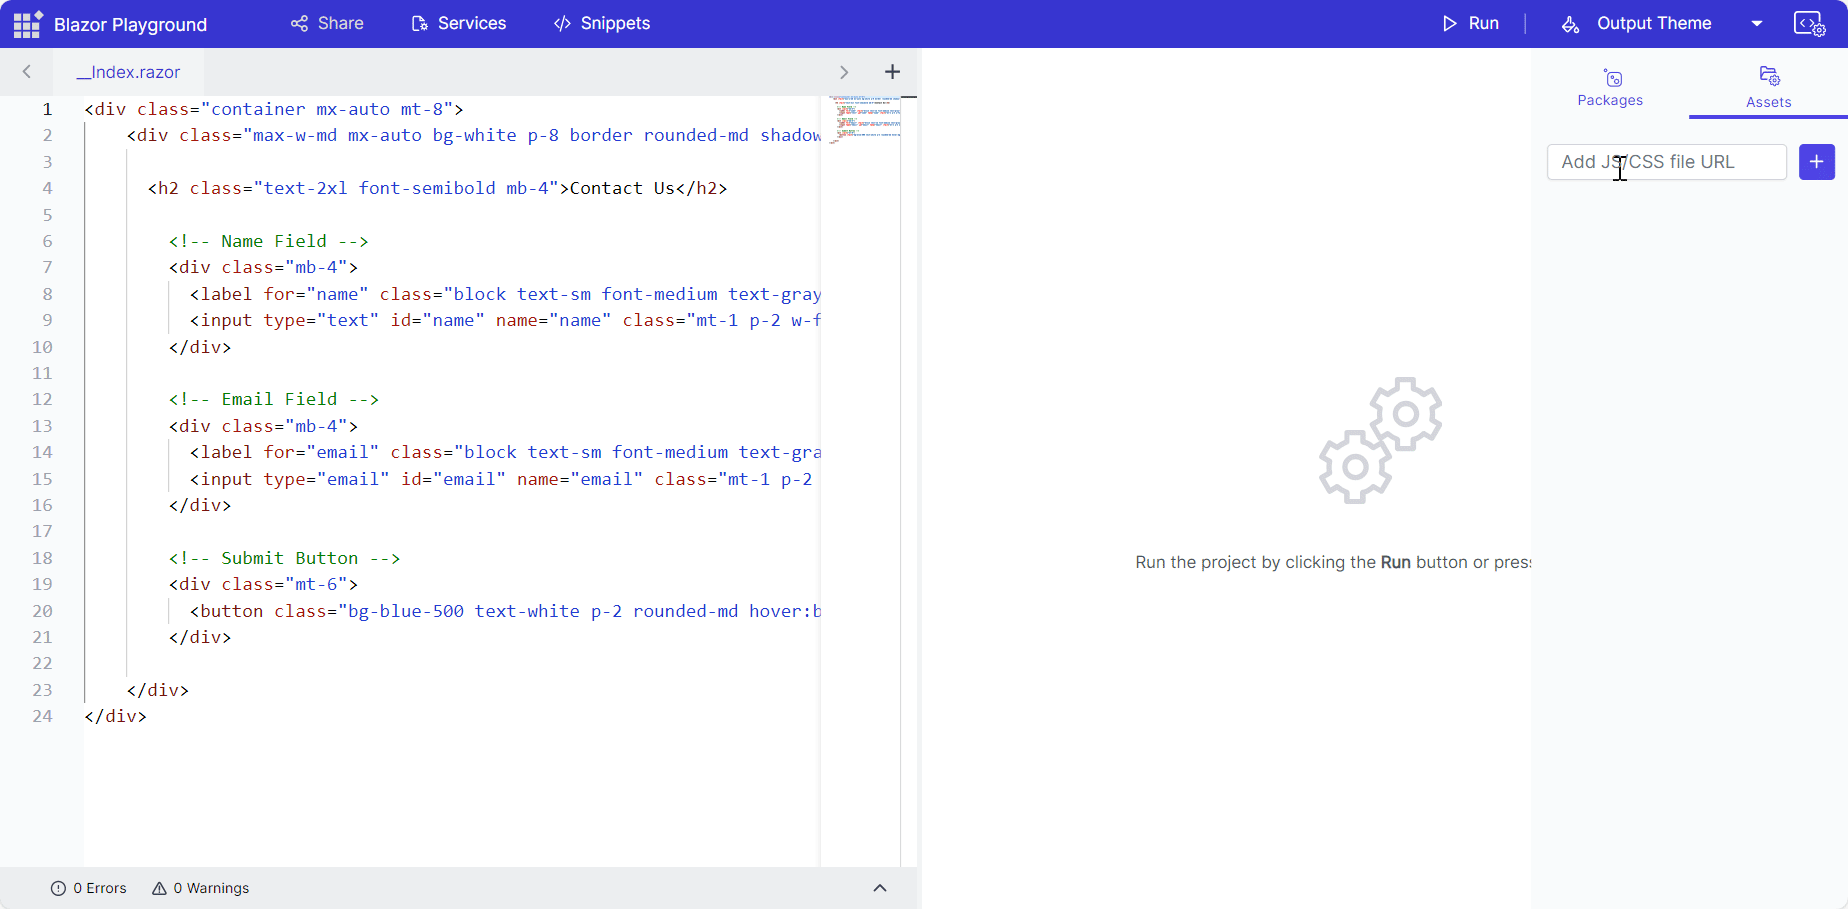 Blazor Playground
Share
Services
Snippets
Run
Output Theme
__Index.razor
Packages
Assets
Add JS/CSS file URL
1 <div class="container mx-auto mt-8">
2 <div class="max-w-md mx-auto bg-white p-8 border rounded-md shadow
3
4 <h2 class="text-2xl font-semibold mb-4">Contact Us</h2>
5
6 <!-- Name Field -->
7 <div class="mb-4">
8 <label for="name" class="block text-sm font-medium text-gray
9 <input type="text" id="name" name="name" class="mt-1 p-2 w-f
10 </div>
11
12 <!-- Email Field -->
13 <div class="mb-4">
14 <label for="email" class="block text-sm font-medium text-gra
15 <input type="email" id="email" name="email" class="mt-1 p-2
16 </div>
17
18 <!-- Submit Button -->
19 <div class="mt-6">
20 <button class="bg-blue-500 text-white p-2 rounded-md hover:b
21 </div>
22
23 </div>
24 </div>
Run the project by clicking the Run button or press
0 Errors
0 Warnings